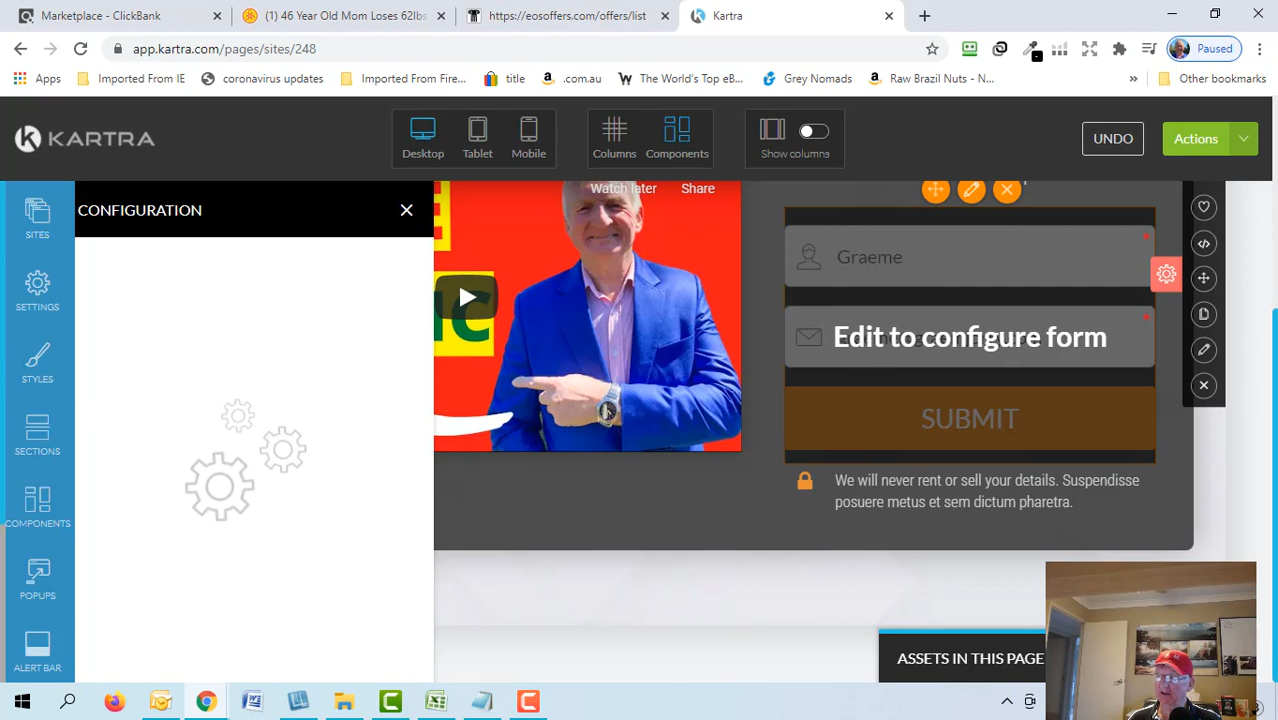 Marketplace - ClickBank
(1) 46 Year Old Mom Loses 62lbs
https://eosoffers.com/offers/list
Kartra
app.kartra.com/pages/sites/248
Paused
Apps
Imported From IE
coronavirus updates
Imported From Fire...
title
.com.au
The World's Top eB...
Grey Nomads
Raw Brazil Nuts - N...
»
Other bookmarks
KARTRA
Desktop
Tablet
Mobile
Columns
Components
Show columns
UNDO
Actions
SITES
SETTINGS
STYLES
SECTIONS
COMPONENTS
POPUPS
ALERT BAR
CONFIGURATION
Watch later
Share
Graeme
Edit to configure form
SUBMIT
We will never rent or sell your details. Suspendisse
posuere metus et sem dictum pharetra.
ASSETS IN THIS PAGE